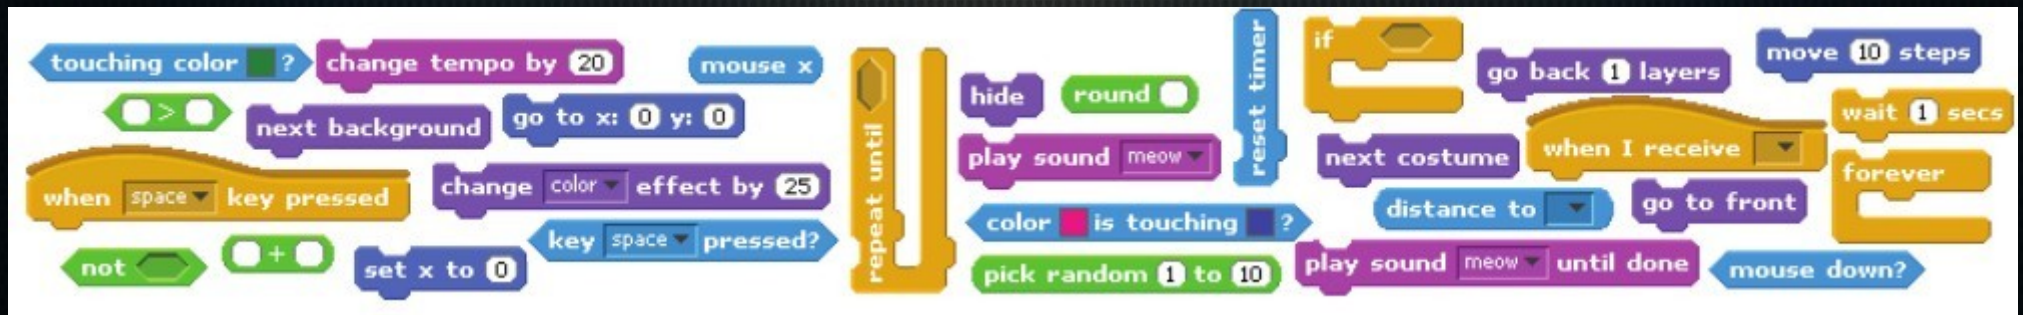 touching color ?
change tempo by 20
mouse x
>
next background
go to x: 0 y: 0
when space key pressed
change color effect by 25
not
+
set x to 0
key space pressed?
repeat until
hide
round
reset timer
play sound meow
color is touching ?
pick random 1 to 10
if
go back 1 layers
move 10 steps
wait 1 secs
next costume
when I receive
forever
distance to
go to front
play sound meow until done
mouse down?